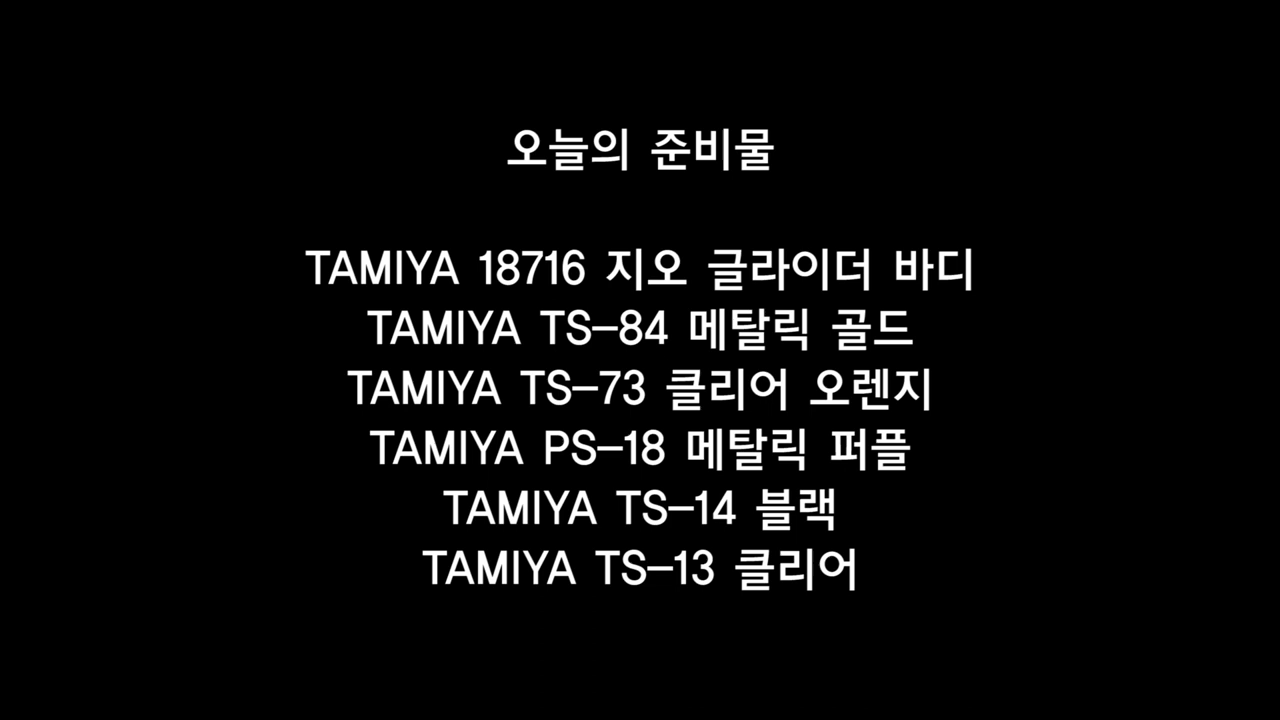 오늘의 준비물
TAMIYA 18716 지오 글라이더 바디
TAMIYA TS-84 메탈릭 골드
TAMIYA TS-73 클리어 오렌지
TAMIYA PS-18 메탈릭 퍼플
TAMIYA TS-14 블랙
TAMIYA TS-13 클리어